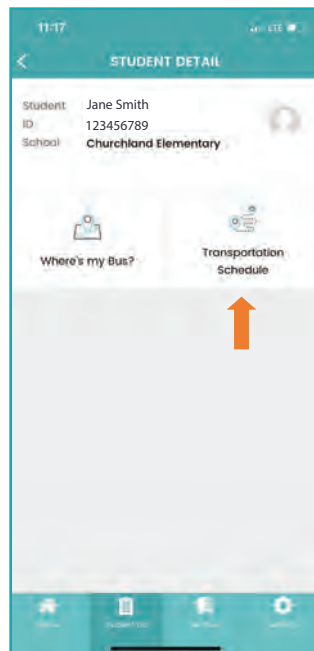 11:17
STUDENT DETAIL
Student Jane Smith
ID 123456789
School Churchland Elementary
Where's my Bus?
Transportation
Schedule